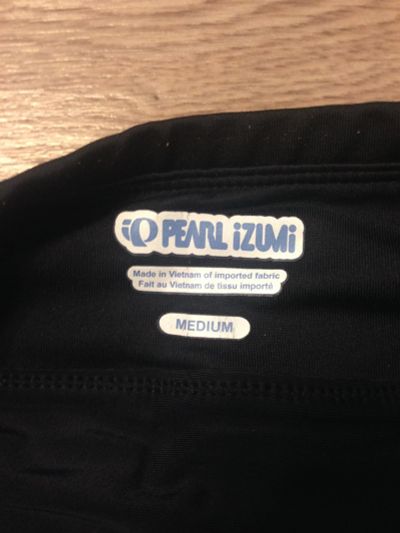 PEARL iZUMi
Made in Vietnam of imported fabric
Fait au Vietnam de tissu importé
MEDIUM